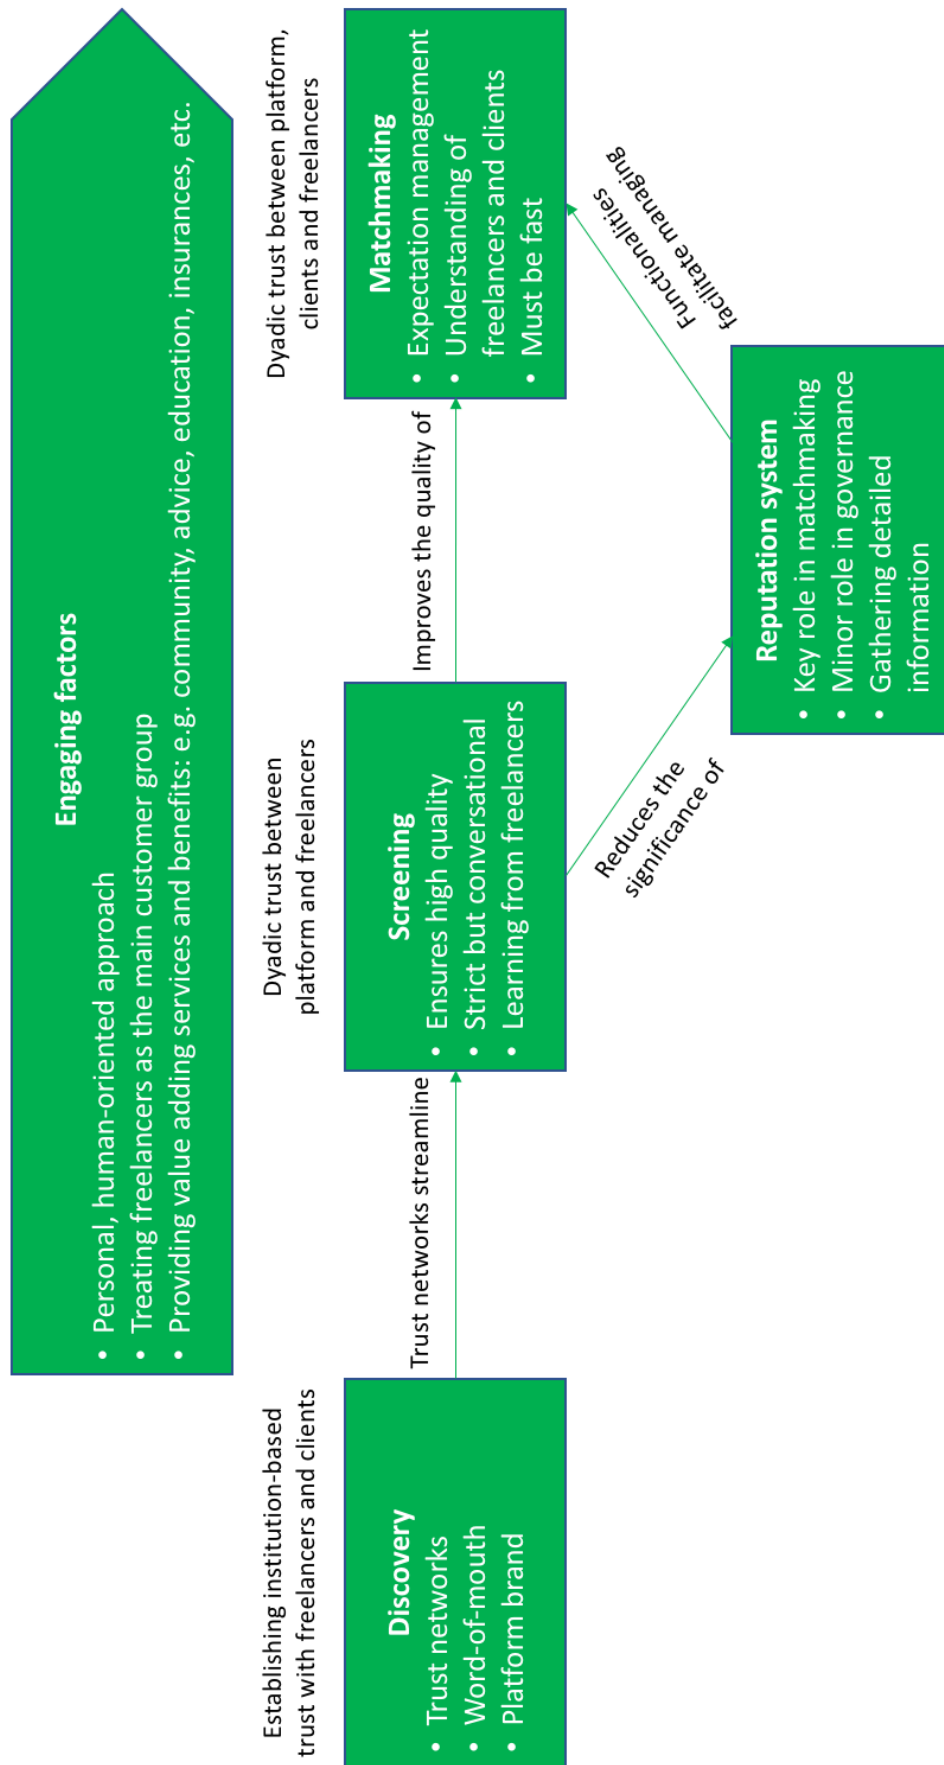 Engaging factors
• Personal, human-oriented approach
• Treating freelancers as the main customer group
• Providing value adding services and benefits: e.g. community, advice, education, insurances, etc.
Establishing institution-based
trust with freelancers and clients
Discovery
• Trust networks
• Word-of-mouth
• Platform brand
Trust networks streamline
Dyadic trust between
platform and freelancers
Screening
• Ensures high quality
• Strict but conversational
• Learning from freelancers
Improves the quality of
Dyadic trust between platform,
clients and freelancers
Matchmaking
• Expectation management
• Understanding of
freelancers and clients
• Must be fast
Reduces the
significance of
Reputation system
• Key role in matchmaking
• Minor role in governance
• Gathering detailed
information
Functionalities
facilitate managing